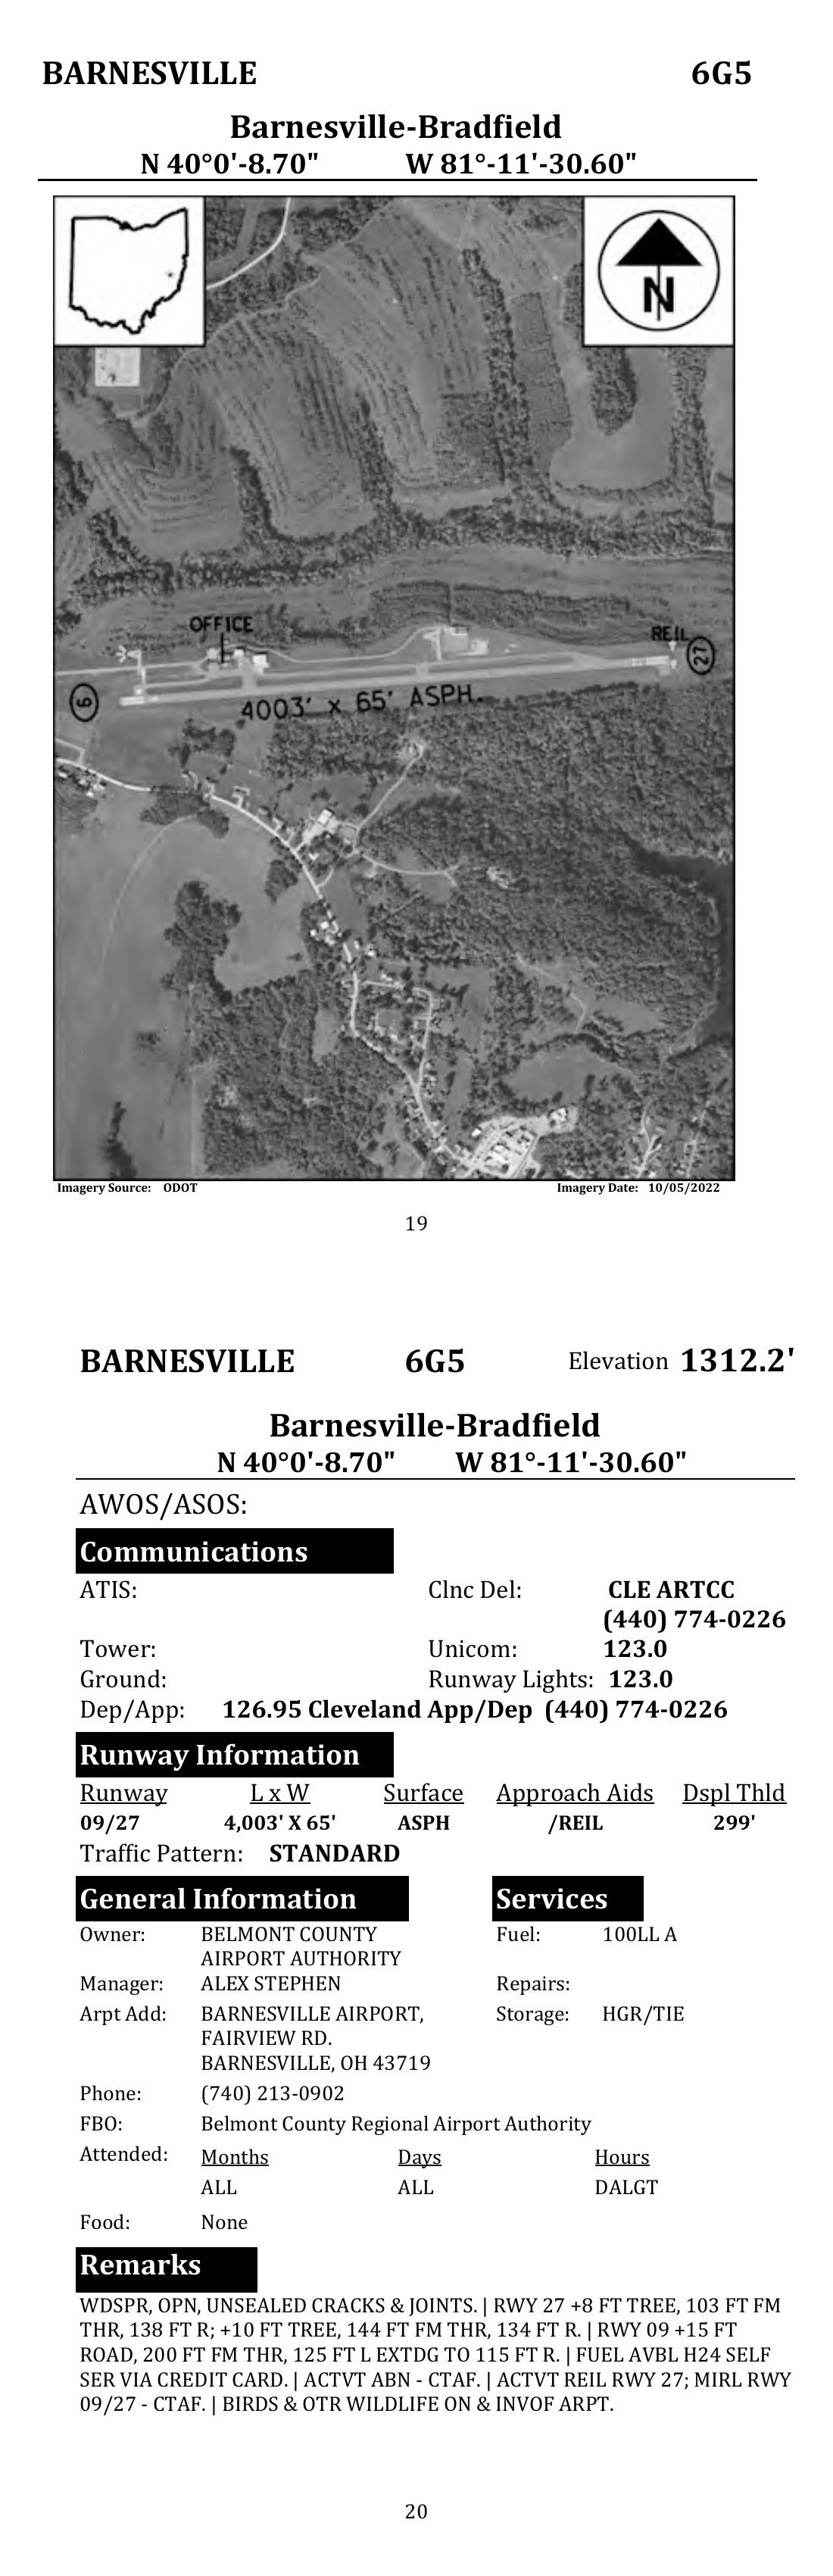 BARNESVILLE 6G5
Barnesville-Bradfield
N 40°0'-8.70" W 81°-11'-30.60"
N
OFFICE
REIL
27
9
4003' x 65' ASPH.
Imagery Source: ODOT Imagery Date: 10/05/2022
19
BARNESVILLE 6G5 Elevation 1312.2'
Barnesville-Bradfield
N 40°0'-8.70" W 81°-11'-30.60"
AWOS/ASOS:
Communications
ATIS: Clnc Del: CLE ARTCC
(440) 774-0226
Tower: Unicom: 123.0
Ground: Runway Lights: 123.0
Dep/App: 126.95 Cleveland App/Dep (440) 774-0226
Runway Information
Runway L x W Surface Approach Aids Dspl Thld
09/27 4,003' X 65' ASPH /REIL 299'
Traffic Pattern: STANDARD
General Information Services
Owner: BELMONT COUNTY Fuel: 100LL A
AIRPORT AUTHORITY
Manager: ALEX STEPHEN Repairs:
Arpt Add: BARNESVILLE AIRPORT, Storage: HGR/TIE
FAIRVIEW RD.
BARNESVILLE, OH 43719
Phone: (740) 213-0902
FBO: Belmont County Regional Airport Authority
Attended: Months Days Hours
ALL ALL DALGT
Food: None
Remarks
WDSPR, OPN, UNSEALED CRACKS & JOINTS. | RWY 27 +8 FT TREE, 103 FT FM
THR, 138 FT R; +10 FT TREE, 144 FT FM THR, 134 FT R. | RWY 09 +15 FT
ROAD, 200 FT FM THR, 125 FT L EXTDG TO 115 FT R. | FUEL AVBL H24 SELF
SER VIA CREDIT CARD. | ACTVT ABN - CTAF. | ACTVT REIL RWY 27; MIRL RWY
09/27 - CTAF. | BIRDS & OTR WILDLIFE ON & INVOF ARPT.
20